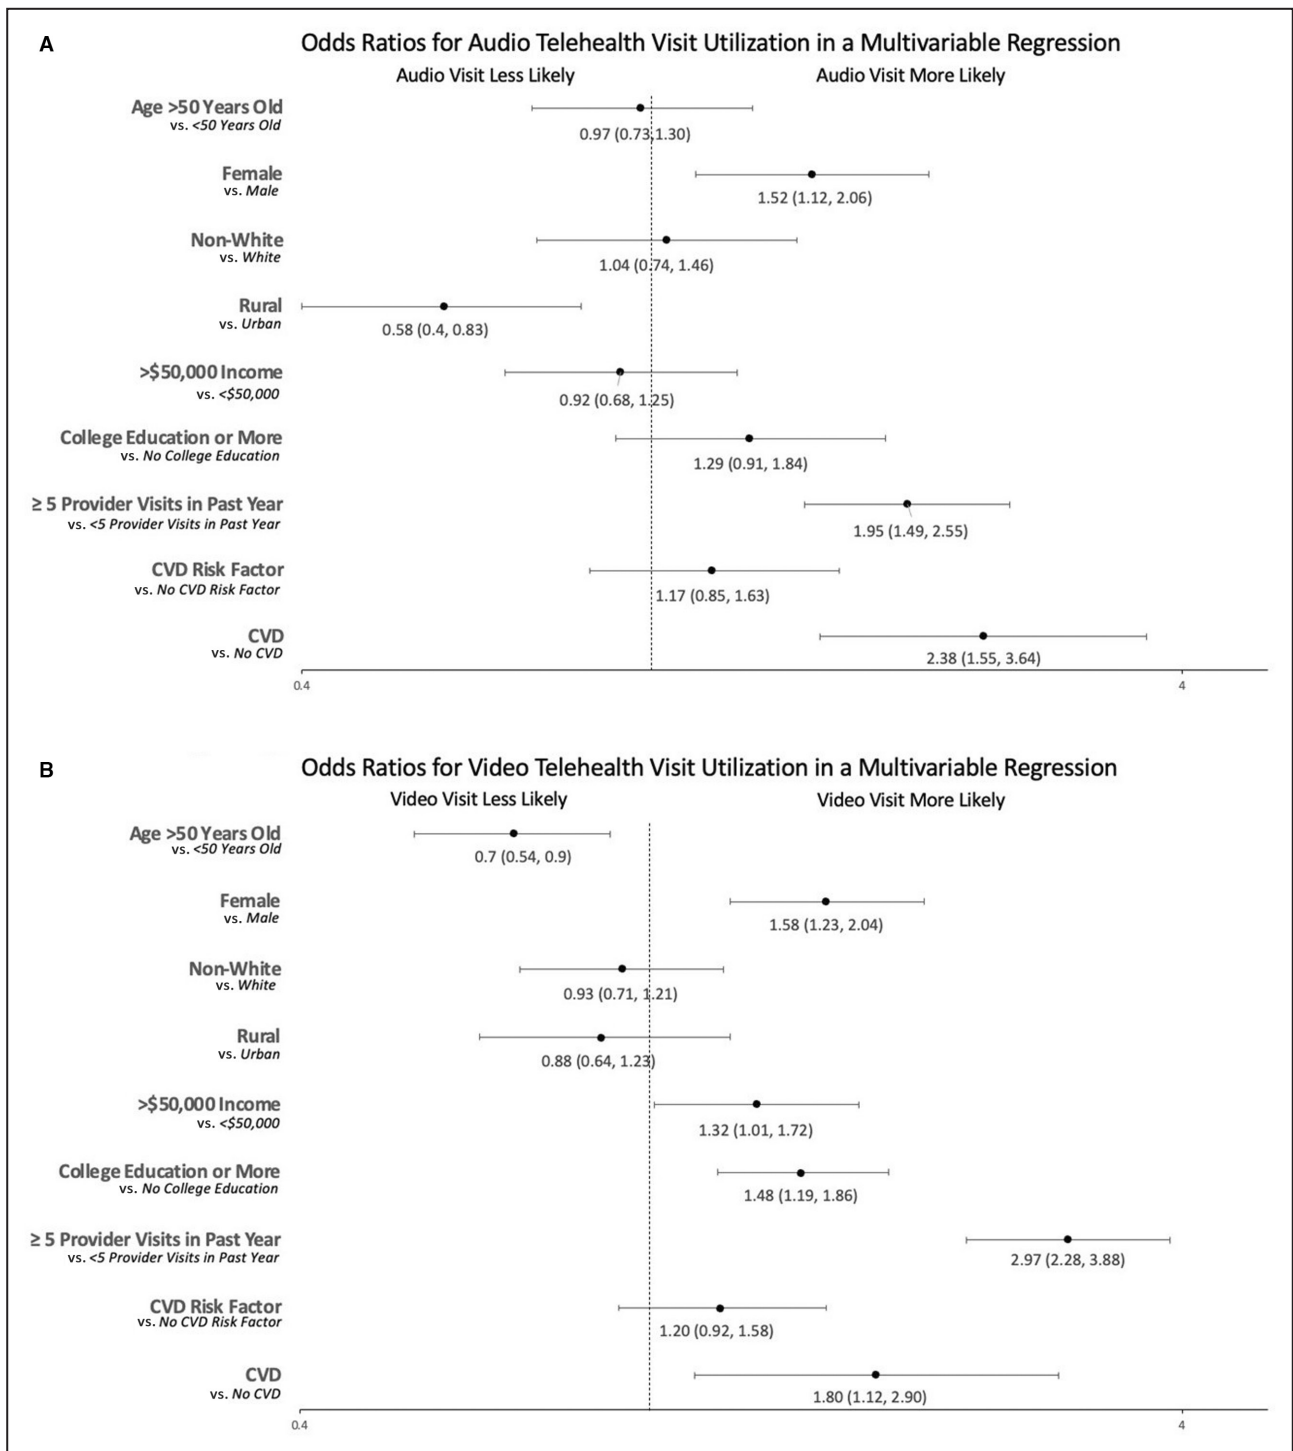 A
Odds Ratios for Audio Telehealth Visit Utilization in a Multivariable Regression
Audio Visit Less Likely
Audio Visit More Likely
Age >50 Years Old
vs. <50 Years Old
0.97 (0.73,1.30)
Female
vs. Male
1.52 (1.12, 2.06)
Non-White
vs. White
1.04 (0.74, 1.46)
Rural
vs. Urban
0.58 (0.4, 0.83)
>$50,000 Income
vs. <$50,000
0.92 (0.68, 1.25)
College Education or More
vs. No College Education
1.29 (0.91, 1.84)
≥ 5 Provider Visits in Past Year
vs. <5 Provider Visits in Past Year
1.95 (1.49, 2.55)
CVD Risk Factor
vs. No CVD Risk Factor
1.17 (0.85, 1.63)
CVD
vs. No CVD
2.38 (1.55, 3.64)
0.4
4
B
Odds Ratios for Video Telehealth Visit Utilization in a Multivariable Regression
Video Visit Less Likely
Video Visit More Likely
Age >50 Years Old
vs. <50 Years Old
0.7 (0.54, 0.9)
Female
vs. Male
1.58 (1.23, 2.04)
Non-White
vs. White
0.93 (0.71, 1.21)
Rural
vs. Urban
0.88 (0.64, 1.23)
>$50,000 Income
vs. <$50,000
1.32 (1.01, 1.72)
College Education or More
vs. No College Education
1.48 (1.19, 1.86)
≥ 5 Provider Visits in Past Year
vs. <5 Provider Visits in Past Year
2.97 (2.28, 3.88)
CVD Risk Factor
vs. No CVD Risk Factor
1.20 (0.92, 1.58)
CVD
vs. No CVD
1.80 (1.12, 2.90)
0.4
4